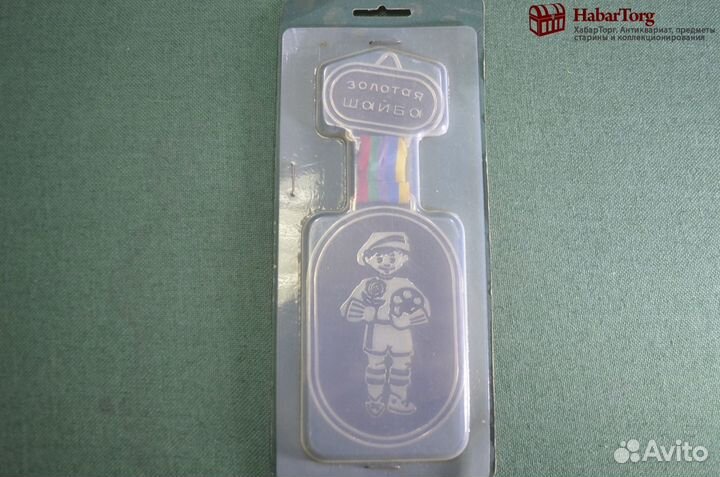 HabarTorg
ХабарТорг. Антиквариат, предметы
старины и коллекционирования
золотая
шайба
Avito